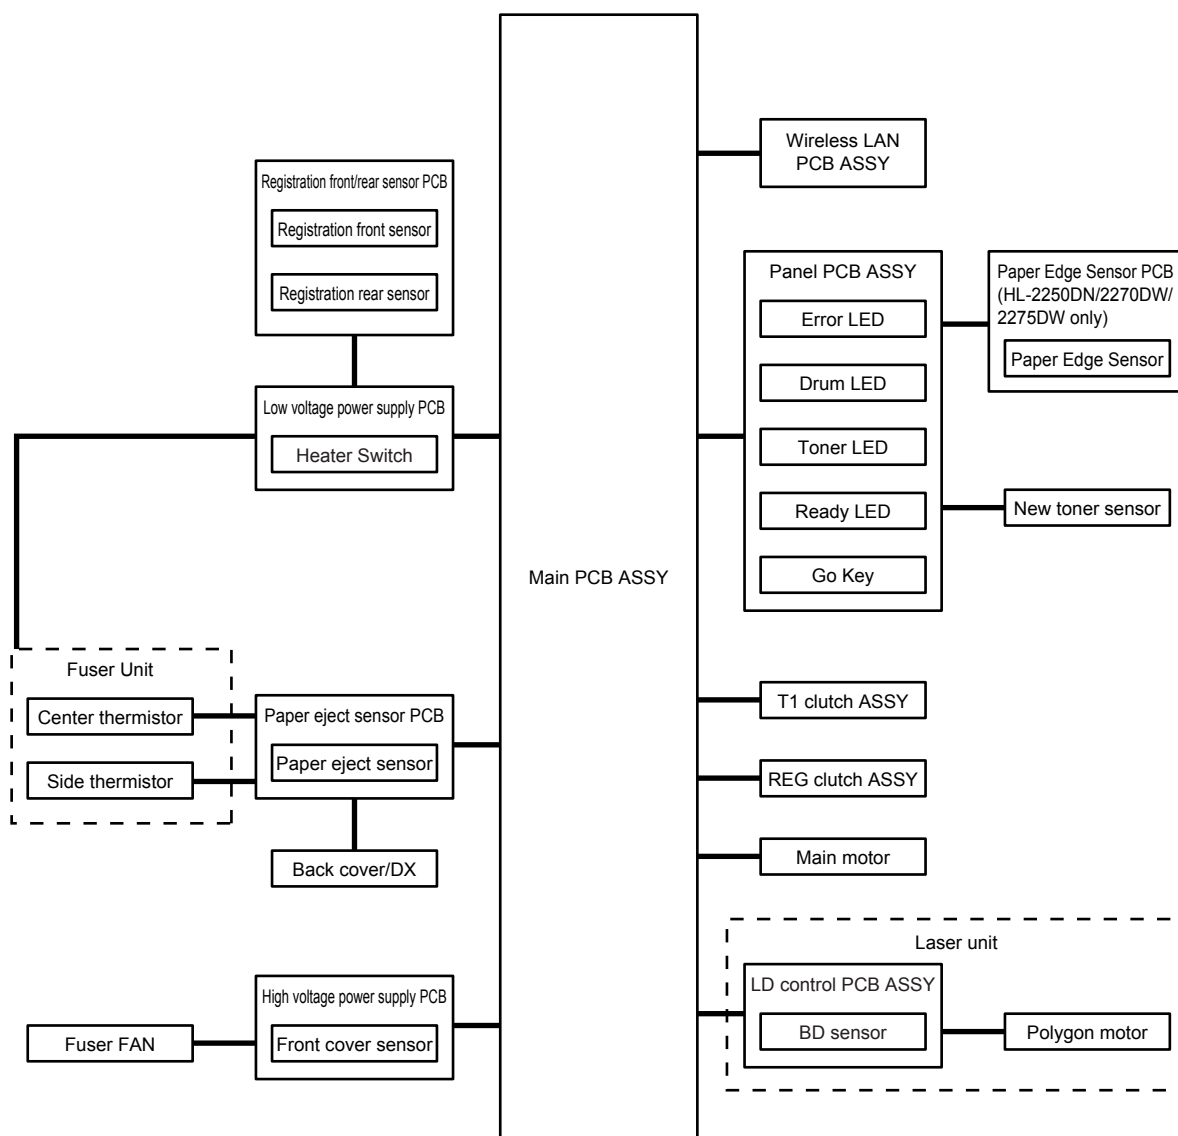 Registration front/rear sensor PCB
Registration front sensor
Registration rear sensor
Low voltage power supply PCB
Heater Switch
Fuser Unit
Center thermistor
Side thermistor
Paper eject sensor PCB
Paper eject sensor
Back cover/DX
High voltage power supply PCB
Front cover sensor
Fuser FAN
Main PCB ASSY
Wireless LAN
PCB ASSY
Panel PCB ASSY
Error LED
Drum LED
Toner LED
Ready LED
Go Key
Paper Edge Sensor PCB
(HL-2250DN/2270DW/
2275DW only)
Paper Edge Sensor
New toner sensor
T1 clutch ASSY
REG clutch ASSY
Main motor
Laser unit
LD control PCB ASSY
BD sensor
Polygon motor